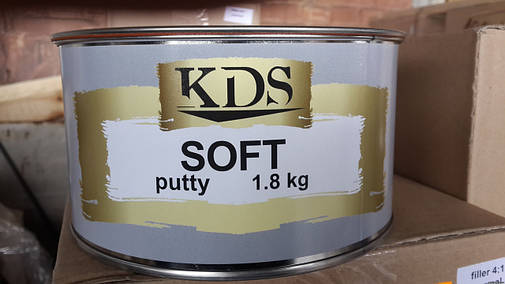 KDS
SOFT
putty 1.8 kg
filler 4:1